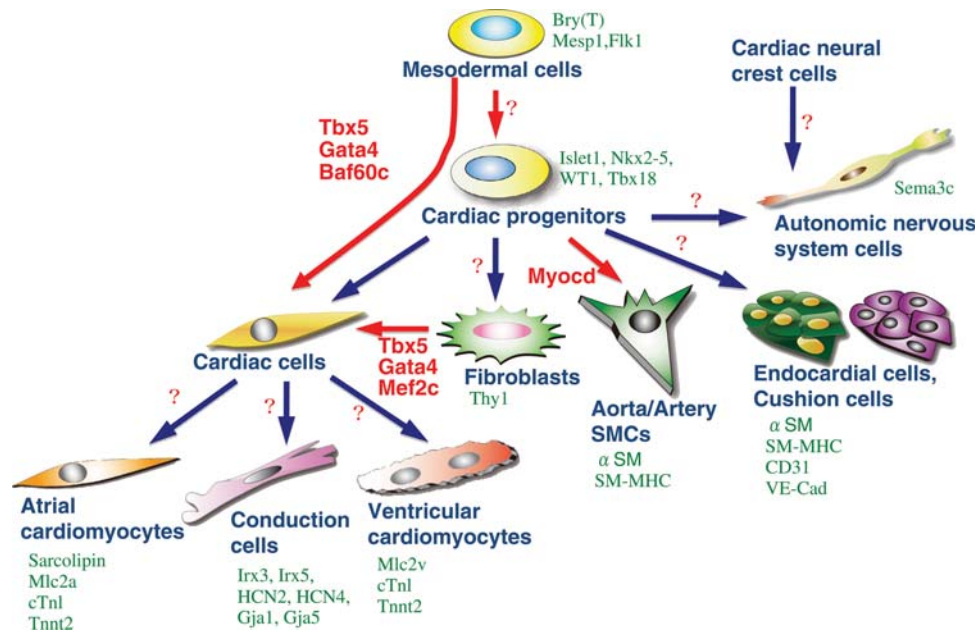 Bry(T)
Mesp1,Flk1
Mesodermal cells
Cardiac neural
crest cells
?
?
Tbx5
Gata4
Baf60c
Islet1, Nkx2-5,
WT1, Tbx18
Sema3c
Cardiac progenitors
?
Autonomic nervous
system cells
?
?
Myocd
Cardiac cells
Tbx5
Gata4
Mef2c
Fibroblasts
Thy1
Aorta/Artery
SMCs
α SM
SM-MHC
Endocardial cells,
Cushion cells
α SM
SM-MHC
CD31
VE-Cad
?
?
?
Atrial
cardiomyocytes
Sarcolipin
Mlc2a
cTnl
Tnnt2
Conduction
cells
Irx3, Irx5,
HCN2, HCN4,
Gja1, Gja5
Ventricular
cardiomyocytes
Mlc2v
cTnl
Tnnt2